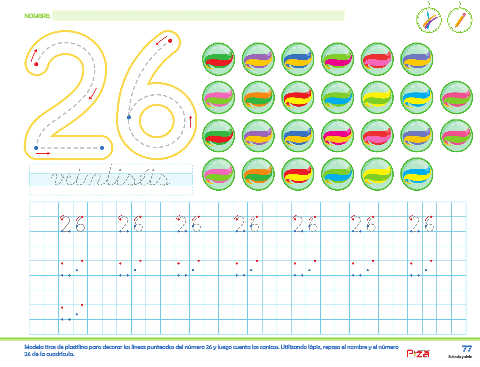 NOMBRE:
26
veintiséis
26 26 26 26 26 26 26
Modela tiras de plastilina para decorar las líneas punteadas del número 26 y luego cuenta las canicas. Utilizando lápiz, repasa el nombre y el número
26 de la cuadrícula.
77